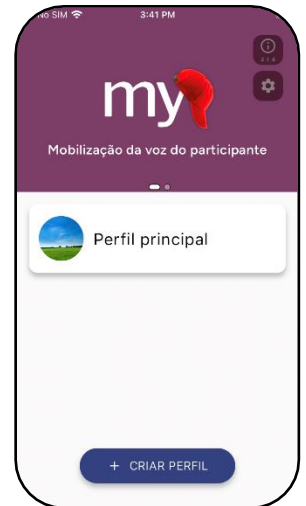 No SIM 3:41 PM
my
Mobilização da voz do participante
Perfil principal
+ CRIAR PERFIL